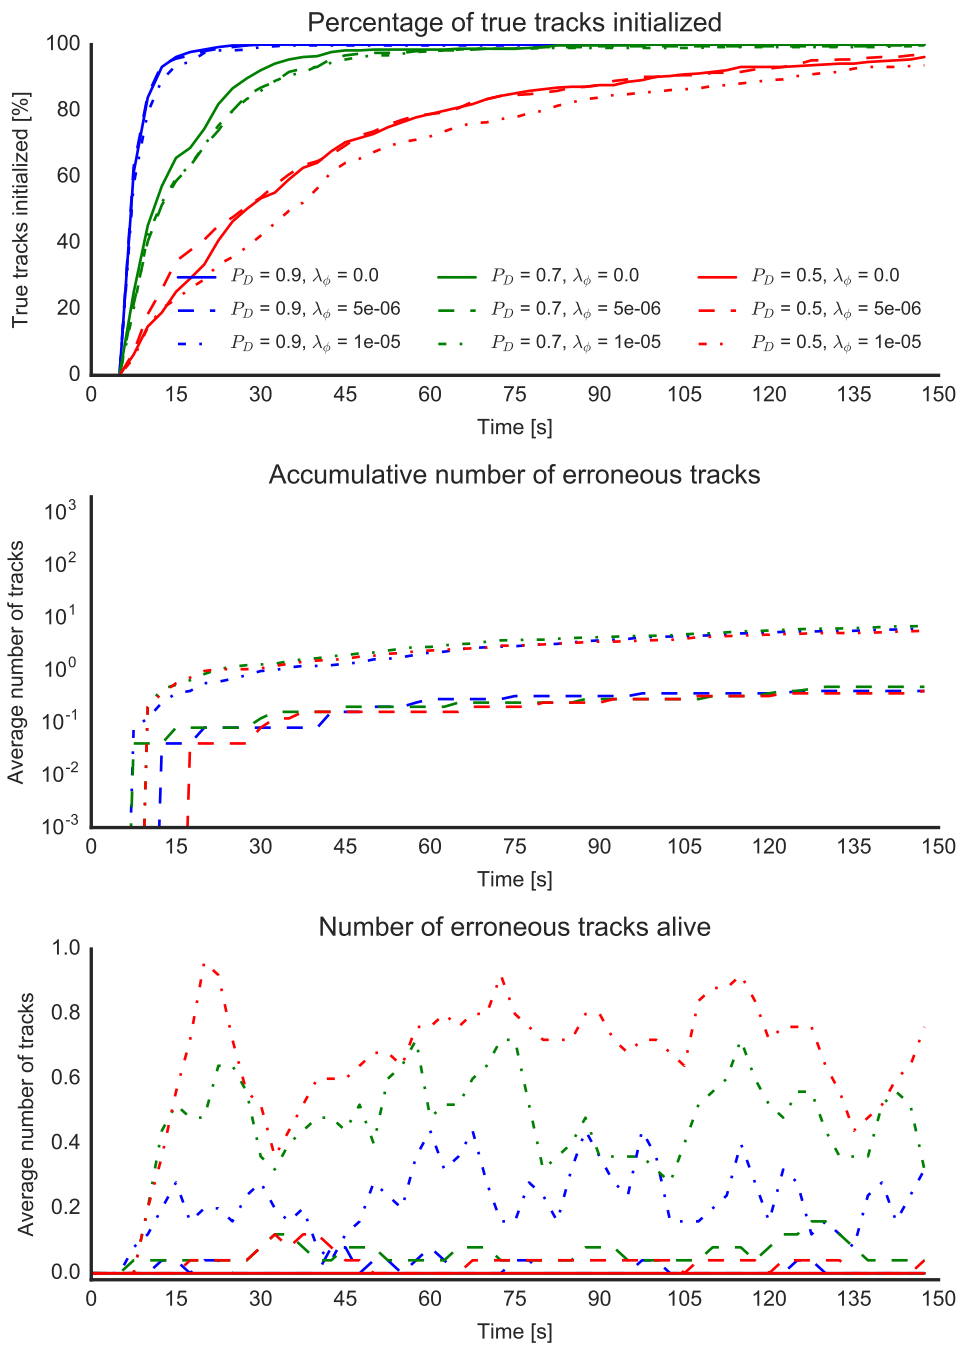 Percentage of true tracks initialized
True tracks initialized [%]
100
80
60
40
20
0
P_D = 0.9, λ_ϕ = 0.0
P_D = 0.7, λ_ϕ = 0.0
P_D = 0.5, λ_ϕ = 0.0
P_D = 0.9, λ_ϕ = 5e-06
P_D = 0.7, λ_ϕ = 5e-06
P_D = 0.5, λ_ϕ = 5e-06
P_D = 0.9, λ_ϕ = 1e-05
P_D = 0.7, λ_ϕ = 1e-05
P_D = 0.5, λ_ϕ = 1e-05
0 15 30 45 60 75 90 105 120 135 150
Time [s]
Accumulative number of erroneous tracks
Average number of tracks
10^3
10^2
10^1
10^0
10^-1
10^-2
10^-3
0 15 30 45 60 75 90 105 120 135 150
Time [s]
Number of erroneous tracks alive
Average number of tracks
1.0
0.8
0.6
0.4
0.2
0.0
0 15 30 45 60 75 90 105 120 135 150
Time [s]